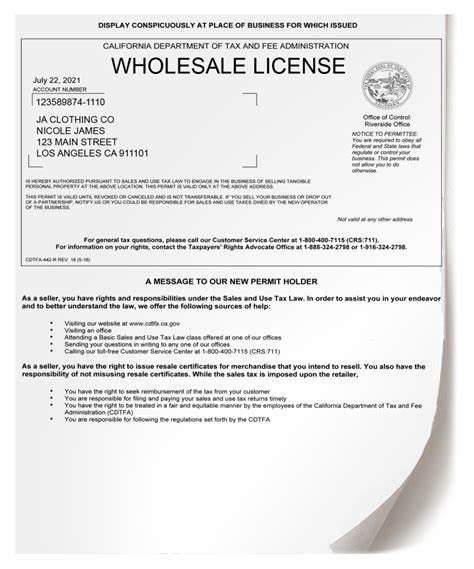 DISPLAY CONSPICUOUSLY AT PLACE OF BUSINESS FOR WHICH ISSUED
CALIFORNIA DEPARTMENT OF TAX AND FEE ADMINISTRATION
WHOLESALE LICENSE
July 22, 2021
ACCOUNT NUMBER
123589874-1110
JA CLOTHING CO
NICOLE JAMES
123 MAIN STREET
LOS ANGELES CA 911101
Office of Control:
Riverside Office
NOTICE TO PERMITTEE:
You are required to obey all
Federal and State laws that
regulate or control your
business. This permit does
not allow you to do
otherwise.
IS HEREBY AUTHORIZED PURSUANT TO SALES AND USE TAX LAW TO ENGAGE IN THE BUSINESS OF SELLING TANGIBLE
PERSONAL PROPERTY AT THE ABOVE LOCATION. THIS PERMIT IS VALID ONLY AT THE ABOVE ADDRESS.
THIS PERMIT IS VALID UNTIL REVOKED OR CANCELED AND IS NOT TRANSFERABLE. IF YOU SELL YOUR BUSINESS OR DROP OUT
OF A PARTNERSHIP, NOTIFY US OR YOU COULD BE RESPONSIBLE FOR SALES AND USE TAXES OWED BY THE NEW OPERATOR
OF THE BUSINESS.
Not valid at any other address
For general tax questions, please call our Customer Service Center at 1-800-400-7115 (CRS:711).
For information on your rights, contact the Taxpayers' Rights Advocate Office at 1-888-324-2798 or 1-916-324-2798.
CDTFA-442-R REV. 18 (5-18)
A MESSAGE TO OUR NEW PERMIT HOLDER
As a seller, you have rights and responsibilities under the Sales and Use Tax Law. In order to assist you in your endeavor
and to better understand the law, we offer the following sources of help:
• Visiting our website at www.cdtfa.ca.gov
• Visiting an office
• Attending a Basic Sales and Use Tax Law class offered at one of our offices
• Sending your questions in writing to any one of our offices
• Calling our toll-free Customer Service Center at 1-800-400-7115 (CRS:711)
As a seller, you have the right to issue resale certificates for merchandise that you intend to resell. You also have the
responsibility of not misusing resale certificates. While the sales tax is imposed upon the retailer,
• You have the right to seek reimbursement of the tax from your customer
• You are responsible for filing and paying your sales and use tax returns timely
• You have the right to be treated in a fair and equitable manner by the employees of the California Department of Tax and Fee
Administration (CDTFA)
• You are responsible for following the regulations set forth by the CDTFA